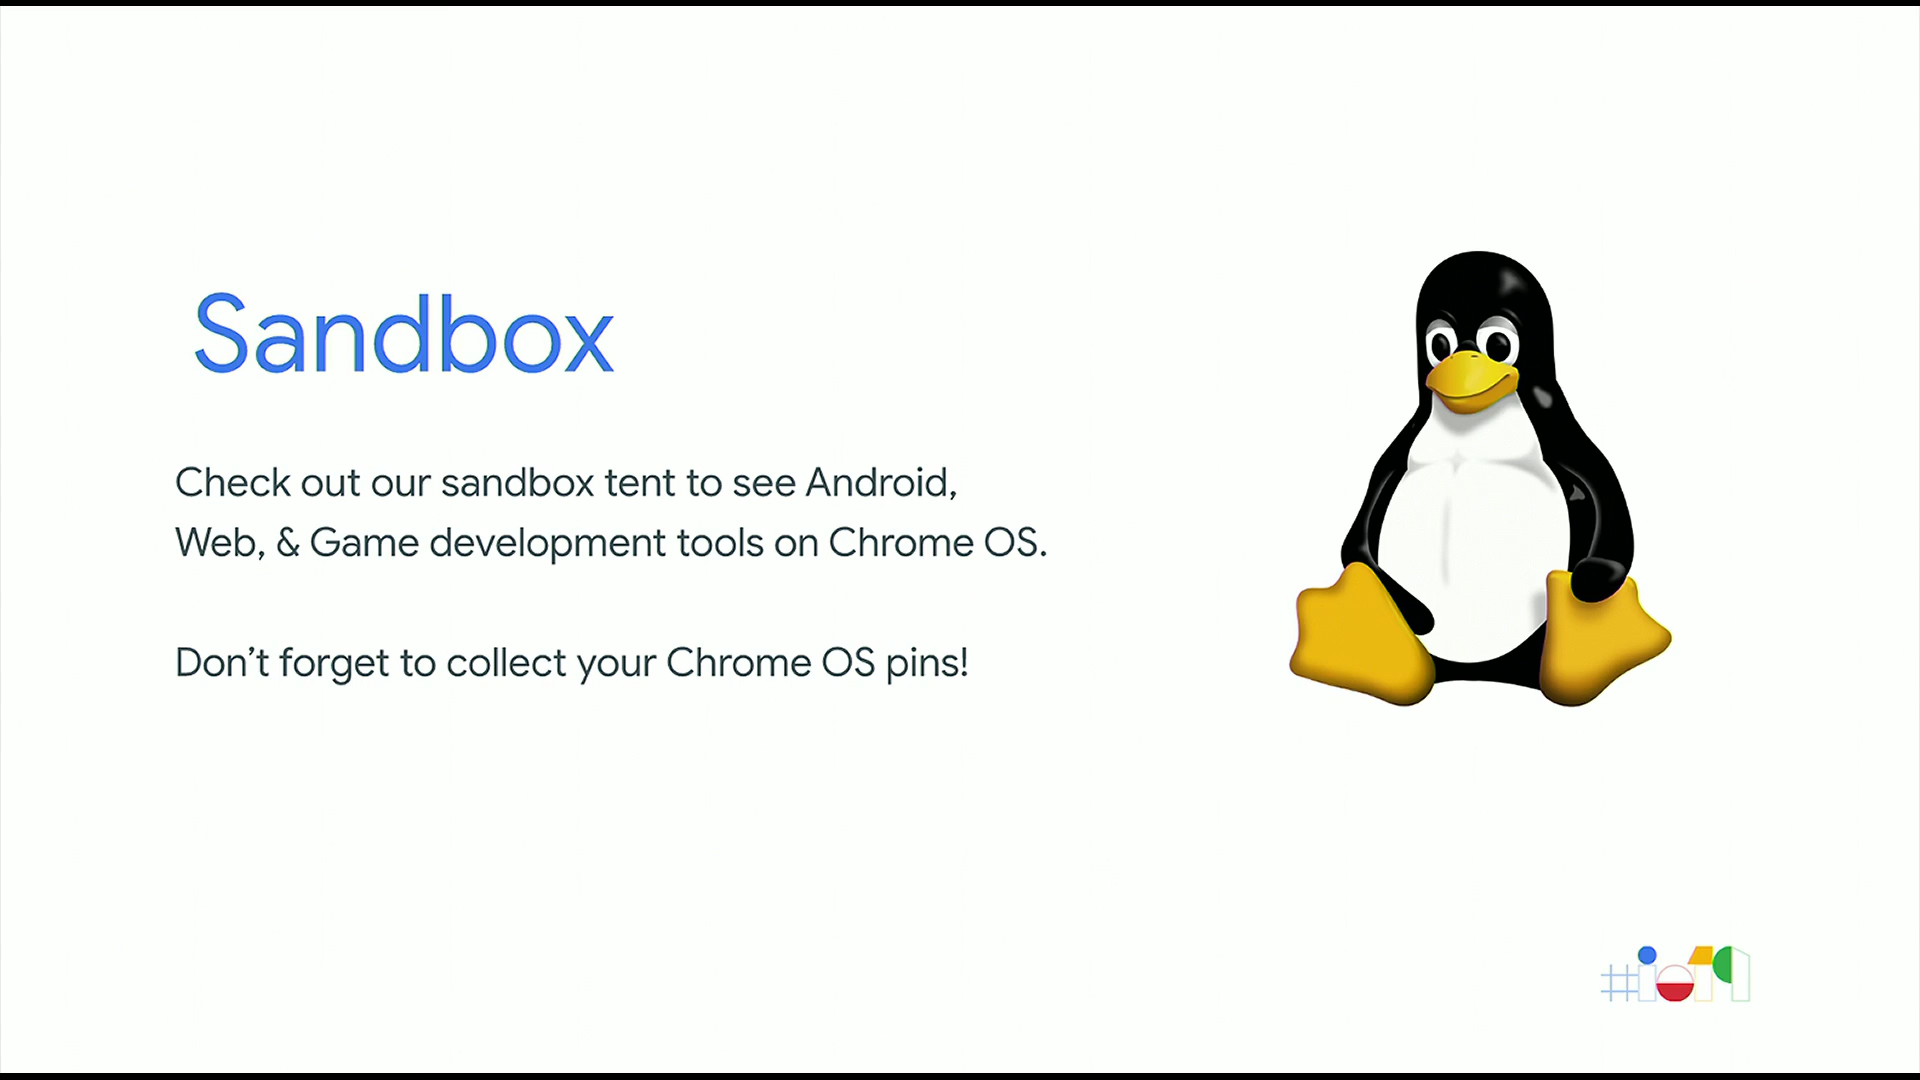 Sandbox
Check out our sandbox tent to see Android,
Web, & Game development tools on Chrome OS.
Don’t forget to collect your Chrome OS pins!
#io19